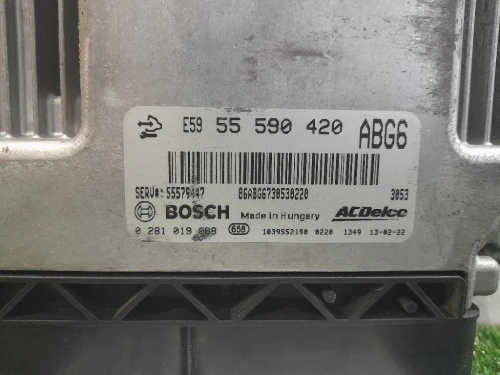 E59 55 590 420 ABG6
SERV#: 55579447 86ABG6730530220 3053
BOSCH Made in Hungary ACDelco
0 281 019 088 658 1039S52190 0220 1349 13-02-22